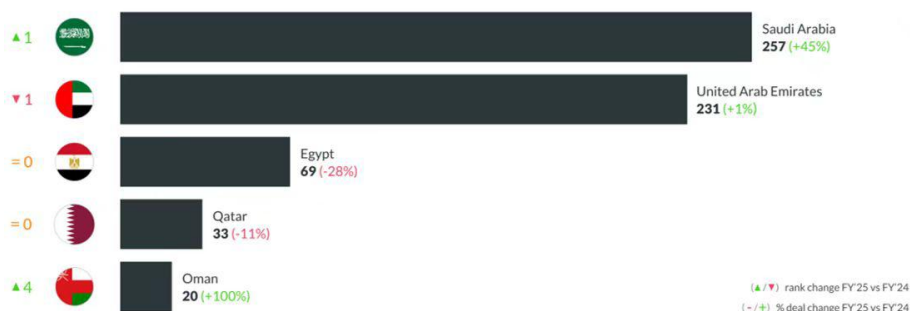 ▲1
Saudi Arabia
257 (+45%)
▼1
United Arab Emirates
231 (+1%)
= 0
Egypt
69 (-28%)
= 0
Qatar
33 (-11%)
▲4
Oman
20 (+100%)
(▲/▼) rank change FY'25 vs FY'24
(-/+) % deal change FY'25 vs FY'24